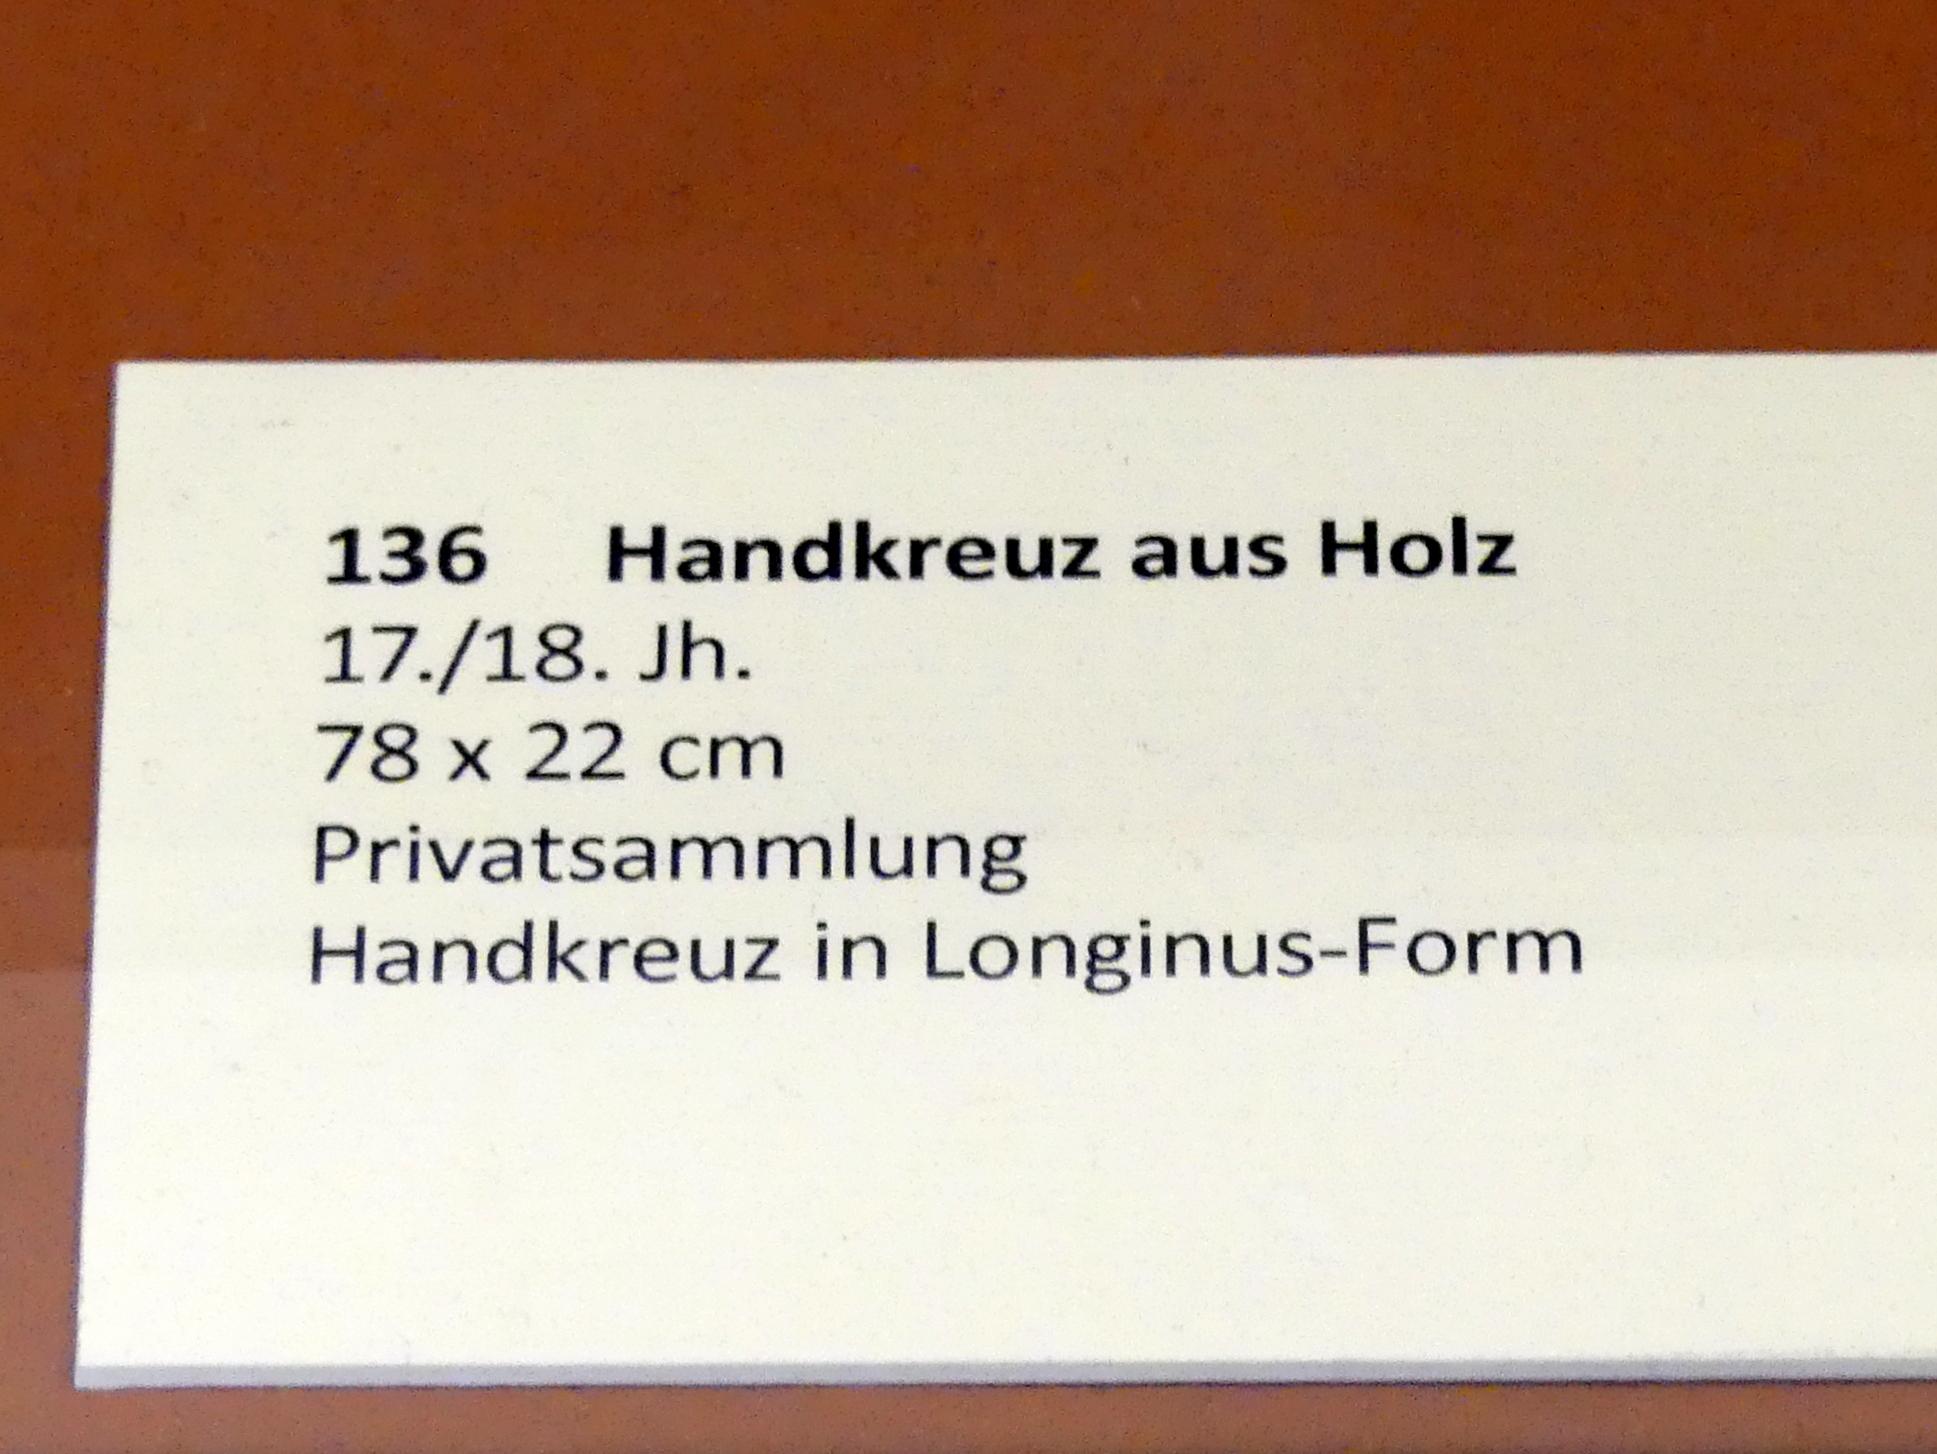 136 Handkreuz aus Holz
17./18. Jh.
78 x 22 cm
Privatsammlung
Handkreuz in Longinus-Form